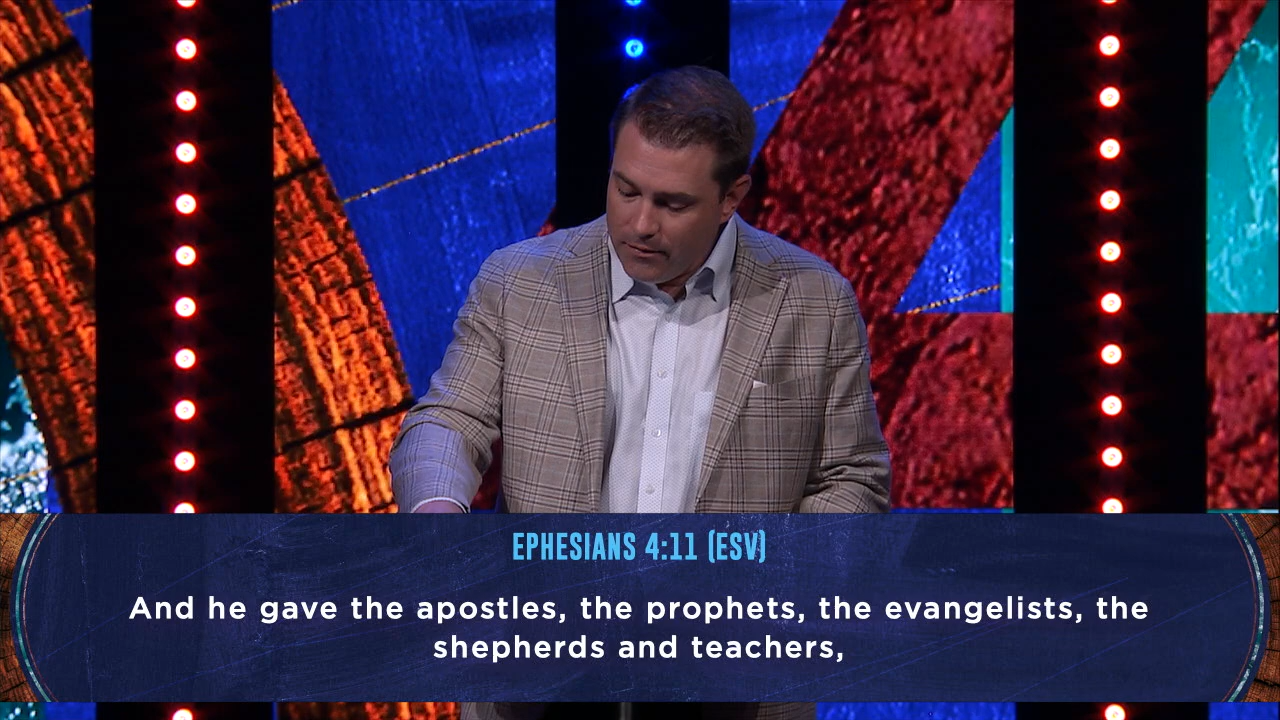 EPHESIANS 4:11 (ESV)
And he gave the apostles, the prophets, the evangelists, the
shepherds and teachers,